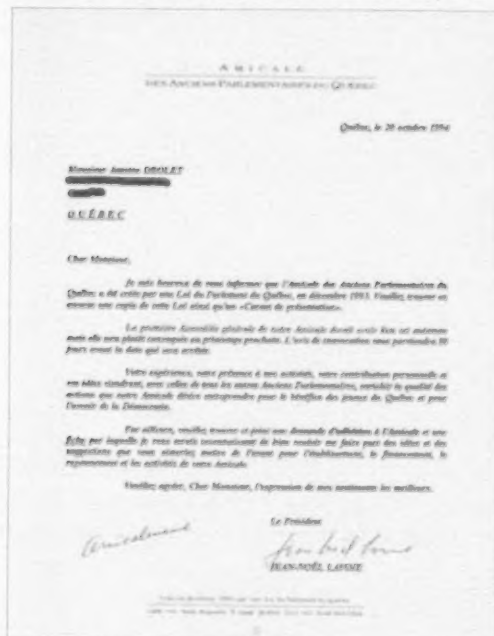 AMICALE
DES ANCIENS PARLEMENTAIRES DU QUÉBEC
Québec, le 20 octobre 1994
Monsieur DROLET
QUÉBEC
Cher Monsieur,
Je suis heureux de vous informer que l'Amicale des Anciens Parlementaires du
Québec a été créée par une Loi du Parlement du Québec, en décembre 1993. Veuillez trouver en
annexe une copie de cette Loi ainsi qu'un «Carnet de présentation».
La première Assemblée générale de notre Amicale devait avoir lieu cet automne
mais elle sera plutôt convoquée au printemps prochain. L'avis de convocation vous parviendra 30
jours avant la date qui sera arrêtée.
Votre expérience, votre présence à nos activités, votre contribution personnelle et
vos idées viendront, avec celles de tous les autres Anciens Parlementaires, enrichir la qualité des
actions que notre Amicale désire entreprendre pour le bénéfice des jeunes du Québec et pour
l'avenir de la Démocratie.
Par ailleurs, veuillez trouver ci-joint une demande d'adhésion à l'Amicale et une
fiche par laquelle je vous serais reconnaissant de bien vouloir me faire part des idées et des
suggestions que vous aimeriez mettre de l'avant pour l'établissement, le financement, le
rayonnement et les activités de votre Amicale.
Veuillez agréer, Cher Monsieur, l'expression de mes sentiments les meilleurs.
Amicalement
Le Président
JEAN-NOËL LAVOIE